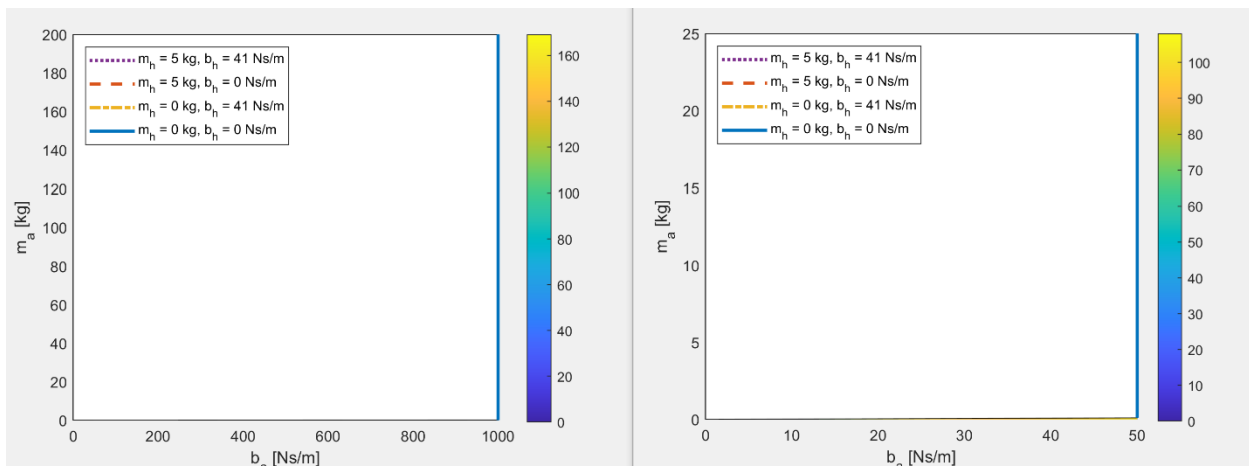 200
180
160
140
120
100
80
60
40
20
0
m_a [kg]
m_h = 5 kg, b_h = 41 Ns/m
m_h = 5 kg, b_h = 0 Ns/m
m_h = 0 kg, b_h = 41 Ns/m
m_h = 0 kg, b_h = 0 Ns/m
0 200 400 600 800 1000
b_a [Ns/m]
160
140
120
100
80
60
40
20
0
25
20
15
10
5
0
m_a [kg]
m_h = 5 kg, b_h = 41 Ns/m
m_h = 5 kg, b_h = 0 Ns/m
m_h = 0 kg, b_h = 41 Ns/m
m_h = 0 kg, b_h = 0 Ns/m
0 10 20 30 40 50
b_a [Ns/m]
100
90
80
70
60
50
40
30
20
10
0